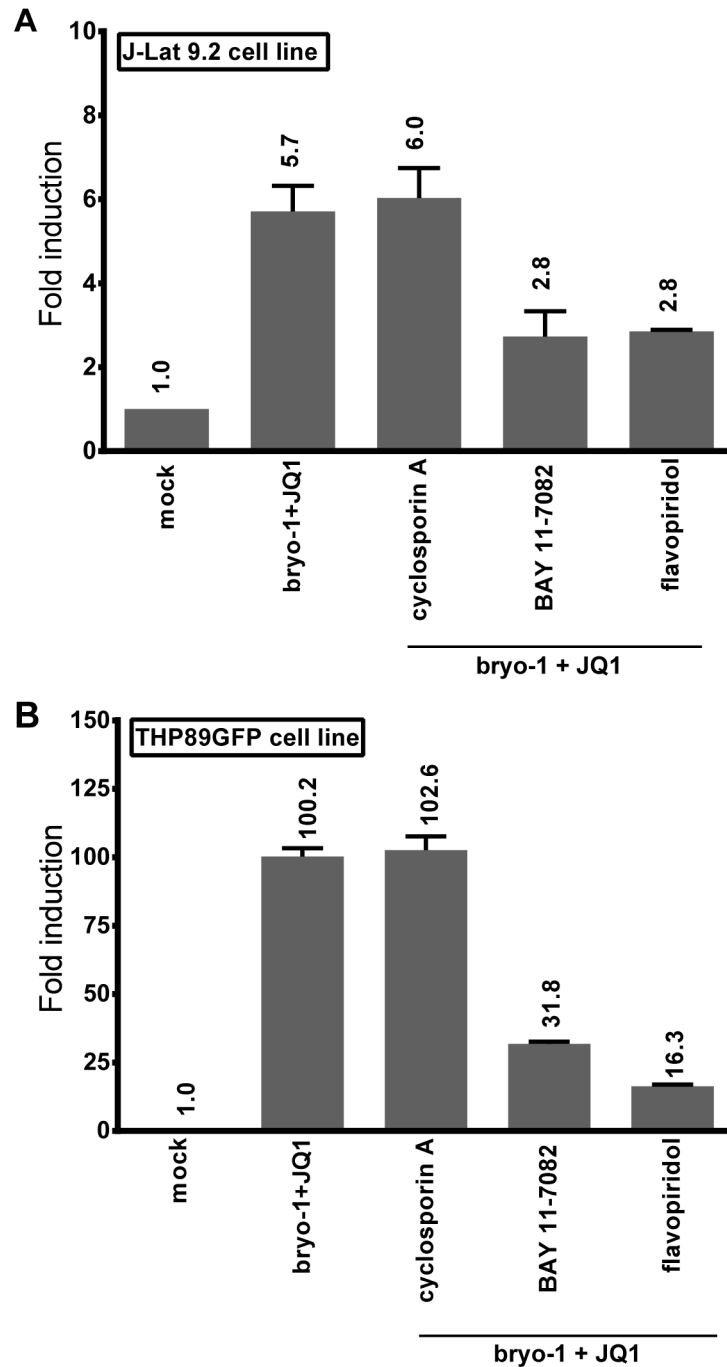 A
J-Lat 9.2 cell line
Fold induction
10
8
6
4
2
0
1.0
5.7
6.0
2.8
2.8
mock
bryo-1+JQ1
cyclosporin A
BAY 11-7082
flavopiridol
bryo-1 + JQ1
B
THP89GFP cell line
Fold induction
150
125
100
75
50
25
0
1.0
100.2
102.6
31.8
16.3
mock
bryo-1+JQ1
cyclosporin A
BAY 11-7082
flavopiridol
bryo-1 + JQ1